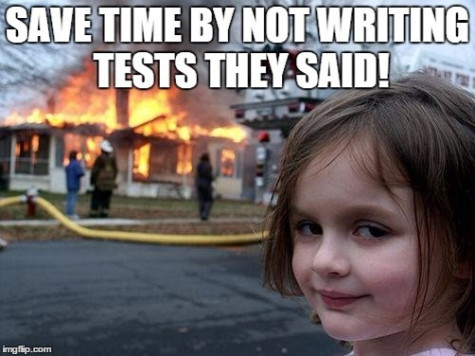 SAVE TIME BY NOT WRITING
TESTS THEY SAID!
imgflip.com